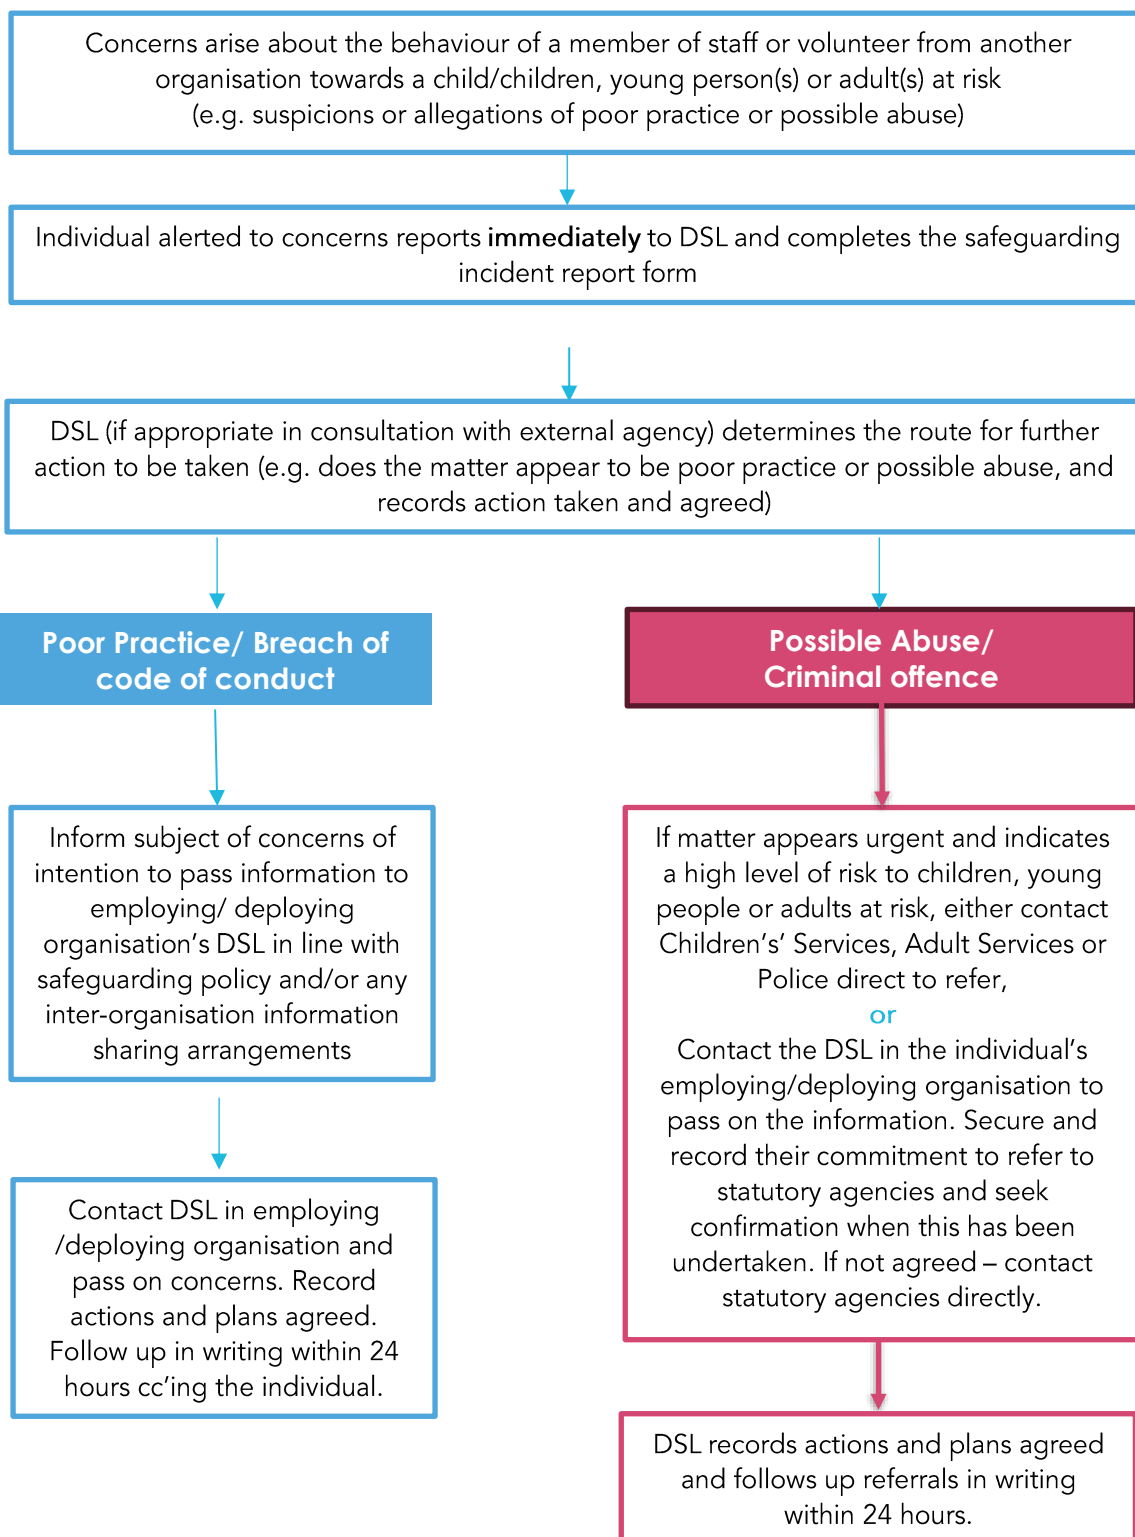 Concerns arise about the behaviour of a member of staff or volunteer from another
organisation towards a child/children, young person(s) or adult(s) at risk
(e.g. suspicions or allegations of poor practice or possible abuse)
Individual alerted to concerns reports immediately to DSL and completes the safeguarding
incident report form
DSL (if appropriate in consultation with external agency) determines the route for further
action to be taken (e.g. does the matter appear to be poor practice or possible abuse, and
records action taken and agreed)
Poor Practice/ Breach of
code of conduct
Inform subject of concerns of
intention to pass information to
employing/ deploying
organisation's DSL in line with
safeguarding policy and/or any
inter-organisation information
sharing arrangements
Contact DSL in employing
/deploying organisation and
pass on concerns. Record
actions and plans agreed.
Follow up in writing within 24
hours cc'ing the individual.
Possible Abuse/
Criminal offence
If matter appears urgent and indicates
a high level of risk to children, young
people or adults at risk, either contact
Children's' Services, Adult Services or
Police direct to refer,
or
Contact the DSL in the individual's
employing/deploying organisation to
pass on the information. Secure and
record their commitment to refer to
statutory agencies and seek
confirmation when this has been
undertaken. If not agreed – contact
statutory agencies directly.
DSL records actions and plans agreed
and follows up referrals in writing
within 24 hours.